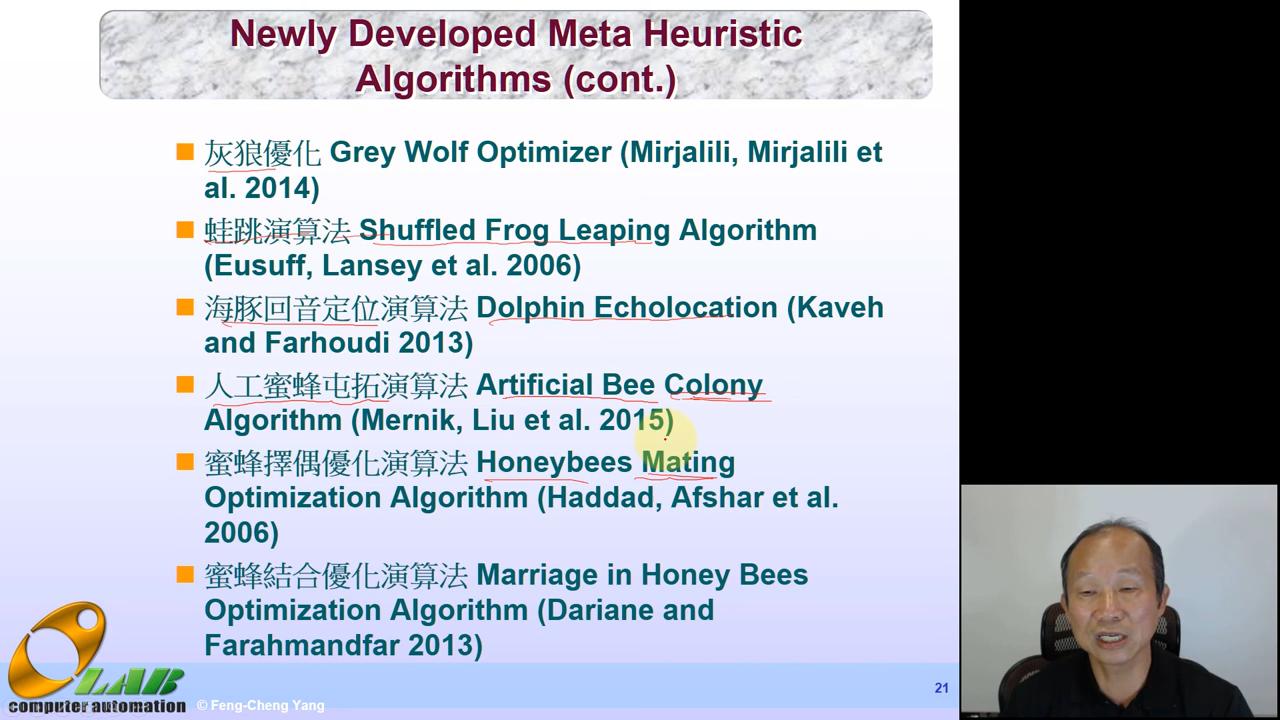 Newly Developed Meta Heuristic
Algorithms (cont.)
灰狼優化 Grey Wolf Optimizer (Mirjalili, Mirjalili et
al. 2014)
蛙跳演算法 Shuffled Frog Leaping Algorithm
(Eusuff, Lansey et al. 2006)
海豚回音定位演算法 Dolphin Echolocation (Kaveh
and Farhoudi 2013)
人工蜜蜂屯拓演算法 Artificial Bee Colony
Algorithm (Mernik, Liu et al. 2015)
蜜蜂擇偶優化演算法 Honeybees Mating
Optimization Algorithm (Haddad, Afshar et al.
2006)
蜜蜂結合優化演算法 Marriage in Honey Bees
Optimization Algorithm (Dariane and
Farahmandfar 2013)
LAB
computer automation
© Feng-Cheng Yang
21